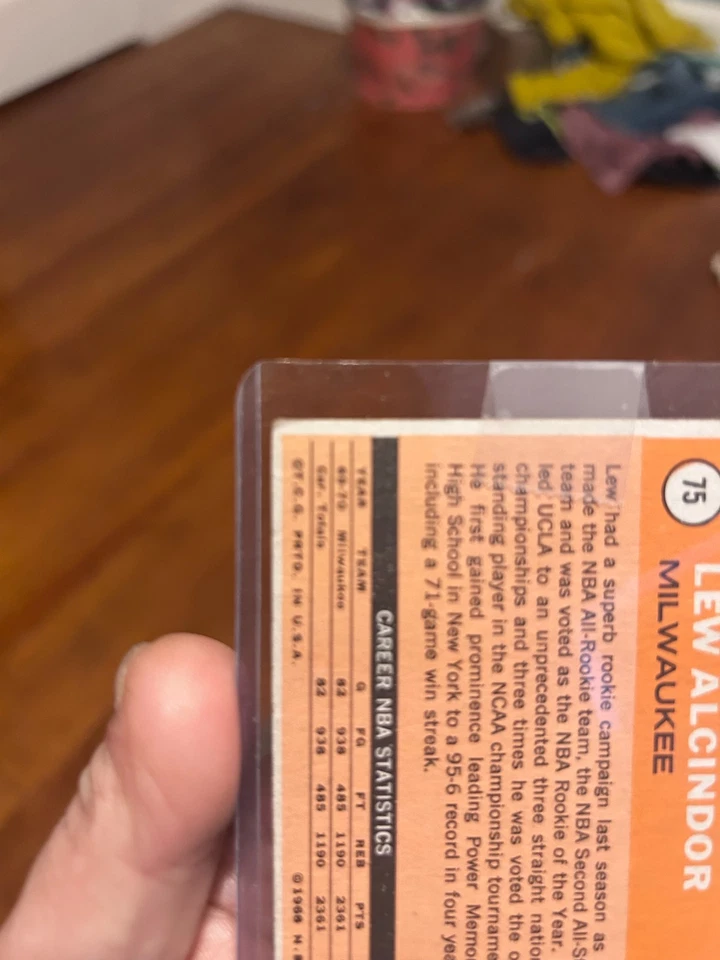 75
LEW ALCINDOR
MILWAUKEE
Lew had a superb rookie campaign last season as
made the NBA All-Rookie team, the NBA Second All-S
team and was voted as the NBA Rookie of the Year.
led UCLA to an unprecedented three straight natio
championships and three times he was voted the o
standing player in the NCAA championship tourname
He first gained prominence leading Power Memo
High School in New York to a 95-6 record in four yea
including a 71-game win streak.
CAREER NBA STATISTICS
YEAR TEAM G FG FT REB PTS
69-70 Milwaukee 82 938 485 1190 2361
Car. Totals 82 938 485 1190 2361
©T.C.G. PRTD. IN U.S.A. ©1968 N.